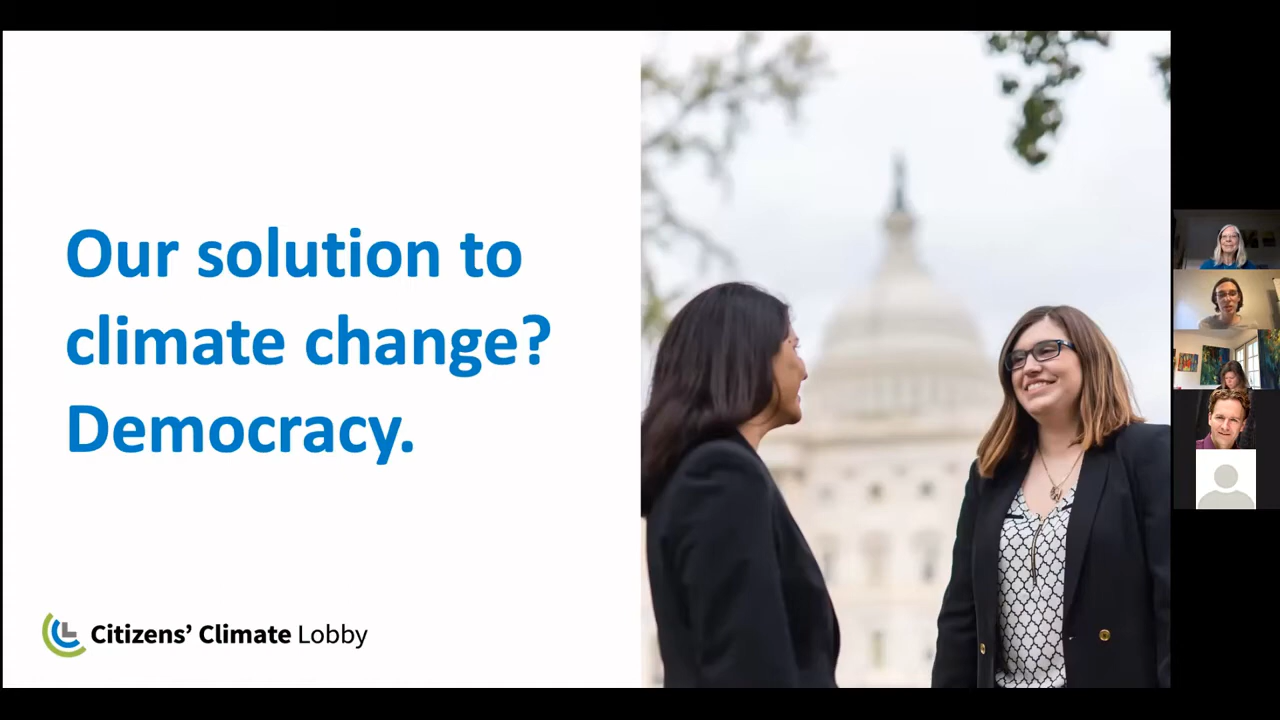 Our solution to
climate change?
Democracy.
Citizens' Climate Lobby